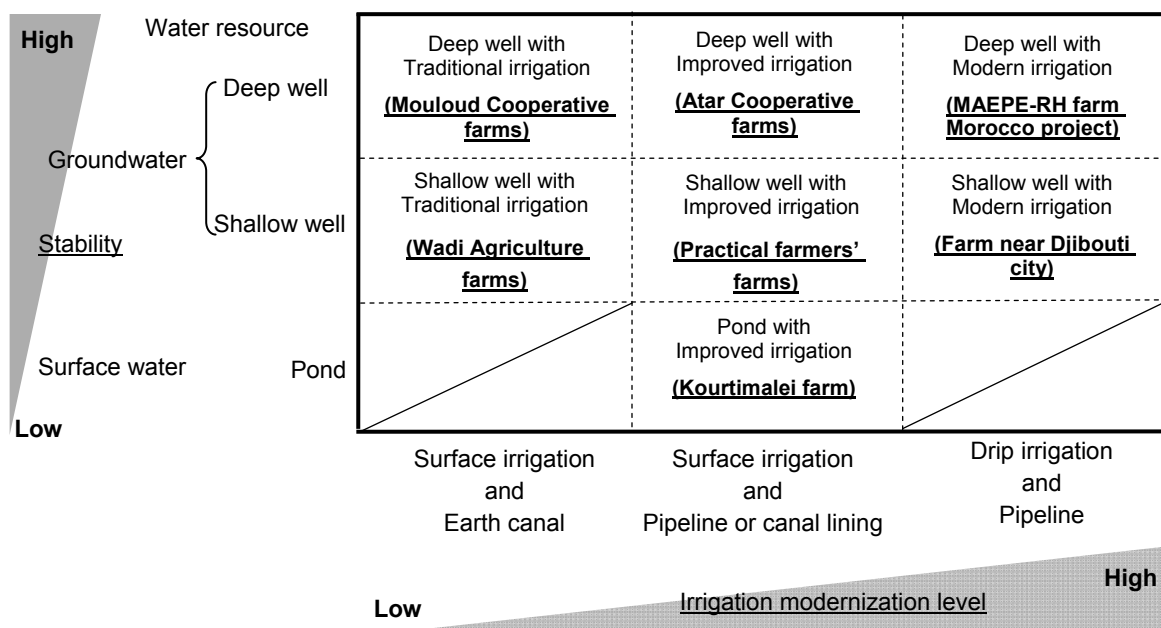 High
Water resource
Deep well
Groundwater
Shallow well
Stability
Surface water
Pond
Low
Deep well with
Traditional irrigation
(Mouloud Cooperative
farms)
Deep well with
Improved irrigation
(Atar Cooperative
farms)
Deep well with
Modern irrigation
(MAEPE-RH farm
Morocco project)
Shallow well with
Traditional irrigation
(Wadi Agriculture
farms)
Shallow well with
Improved irrigation
(Practical farmers’
farms)
Shallow well with
Modern irrigation
(Farm near Djibouti
city)
Pond with
Improved irrigation
(Kourtimalei farm)
Surface irrigation
and
Earth canal
Surface irrigation
and
Pipeline or canal lining
Drip irrigation
and
Pipeline
Low
Irrigation modernization level
High